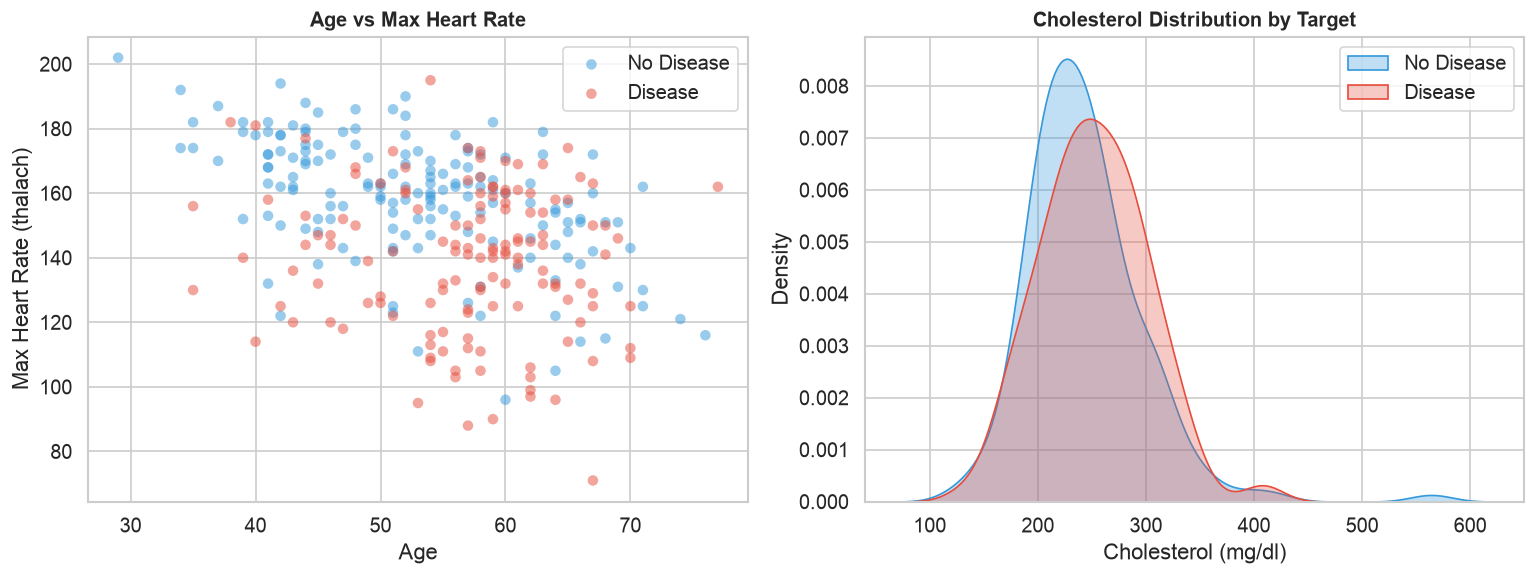 Age vs Max Heart Rate
No Disease
Disease
200
180
160
140
120
100
80
Max Heart Rate (thalach)
30 40 50 60 70
Age
Cholesterol Distribution by Target
No Disease
Disease
0.008
0.007
0.006
0.005
0.004
0.003
0.002
0.001
0.000
Density
100 200 300 400 500 600
Cholesterol (mg/dl)